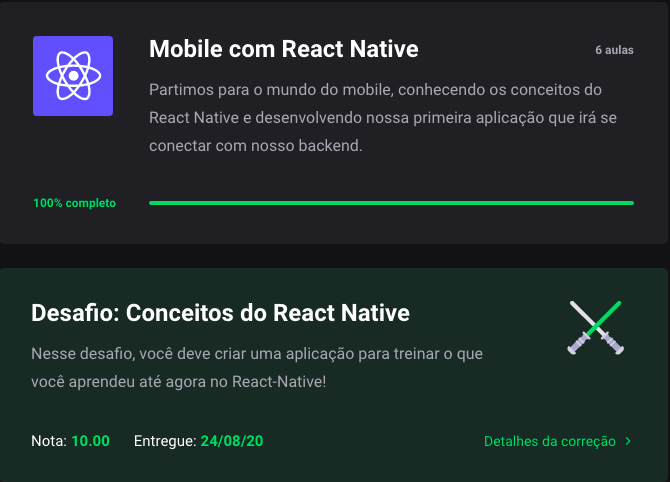 Mobile com React Native
6 aulas
Partimos para o mundo do mobile, conhecendo os conceitos do
React Native e desenvolvendo nossa primeira aplicação que irá se
conectar com nosso backend.
100% completo
Desafio: Conceitos do React Native
Nesse desafio, você deve criar uma aplicação para treinar o que
você aprendeu até agora no React-Native!
Nota: 10.00 Entregue: 24/08/20 Detalhes da correção >